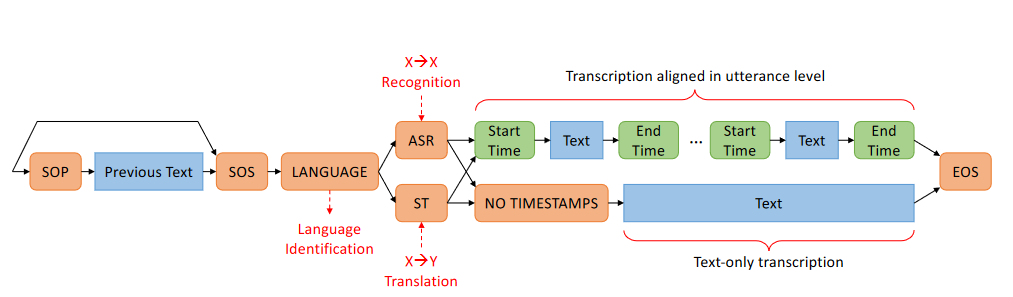 X→X
Recognition
Transcription aligned in utterance level
SOP
Previous Text
SOS
LANGUAGE
ASR
ST
Start
Time
Text
End
Time
...
Start
Time
Text
End
Time
NO TIMESTAMPS
Text
EOS
Language
Identification
X→Y
Translation
Text-only transcription